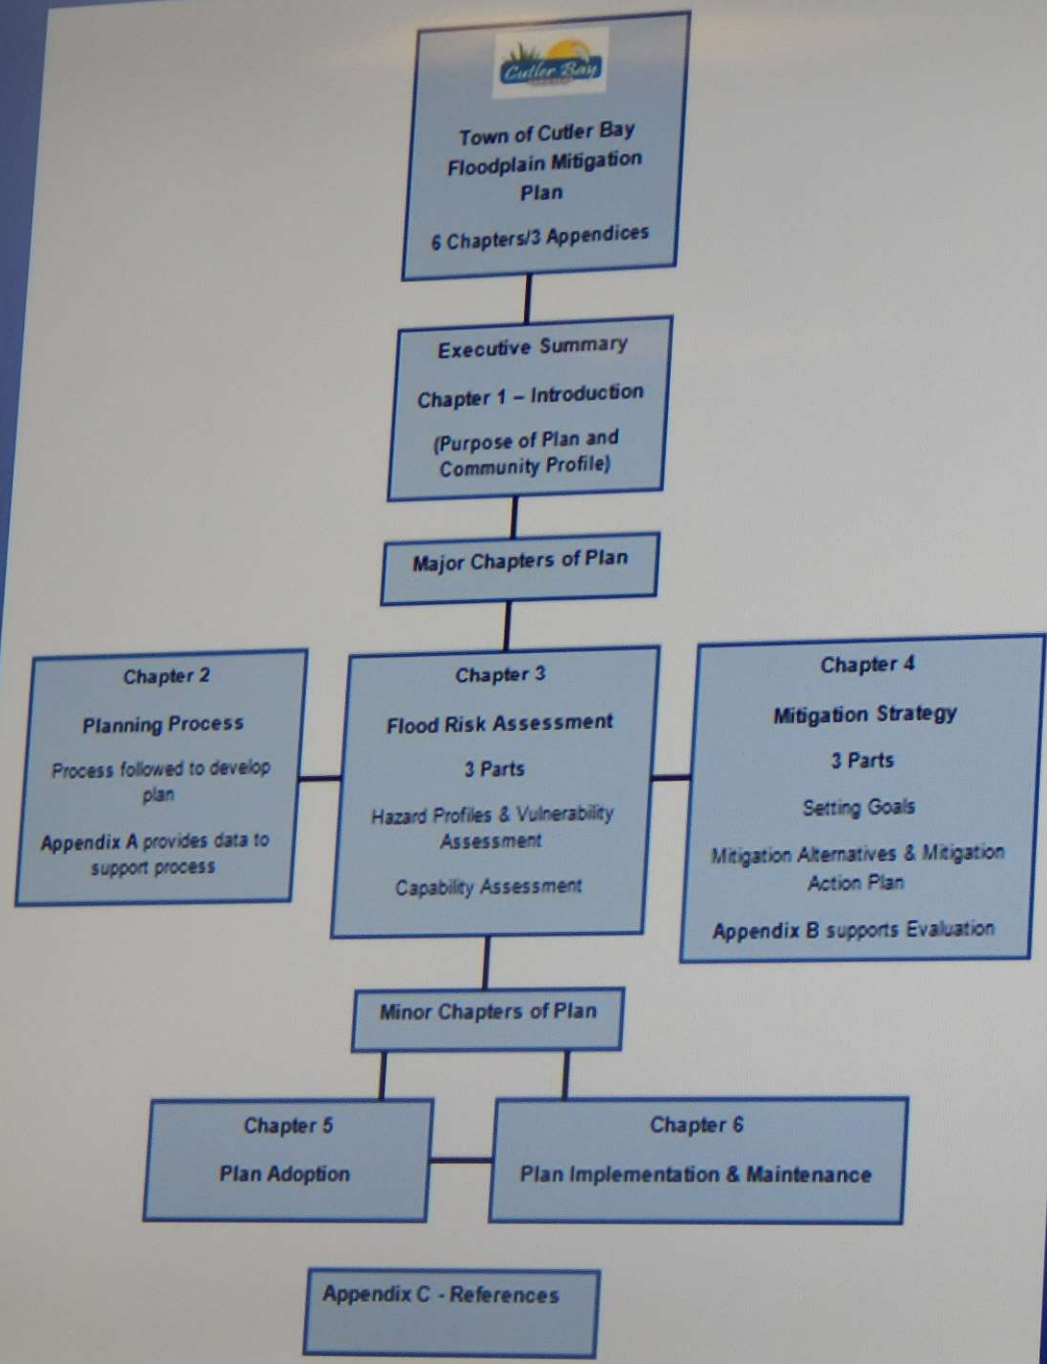 Cutler Bay
Town of Cutler Bay
Floodplain Mitigation
Plan
6 Chapters/3 Appendices
Executive Summary
Chapter 1 – Introduction
(Purpose of Plan and
Community Profile)
Major Chapters of Plan
Chapter 2
Planning Process
Process followed to develop
plan
Appendix A provides data to
support process
Chapter 3
Flood Risk Assessment
3 Parts
Hazard Profiles & Vulnerability
Assessment
Capability Assessment
Chapter 4
Mitigation Strategy
3 Parts
Setting Goals
Mitigation Alternatives & Mitigation
Action Plan
Appendix B supports Evaluation
Minor Chapters of Plan
Chapter 5
Plan Adoption
Chapter 6
Plan Implementation & Maintenance
Appendix C - References